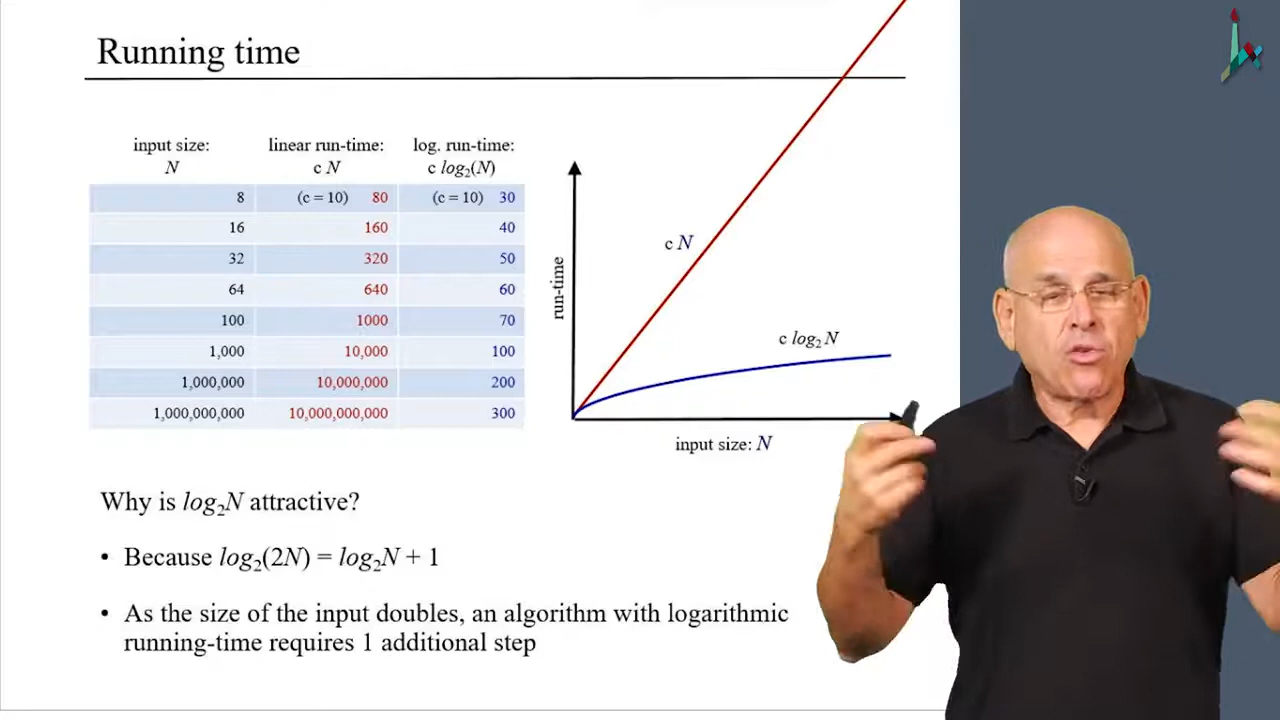 Running time
input size: linear run-time: log. run-time:
N c N c log₂(N)
8 (c = 10) 80 (c = 10) 30
16 160 40
32 320 50
64 640 60
100 1000 70
1,000 10,000 100
1,000,000 10,000,000 200
1,000,000,000 10,000,000,000 300
run-time
c N
c log₂ N
input size: N
Why is log₂N attractive?
• Because log₂(2N) = log₂N + 1
• As the size of the input doubles, an algorithm with logarithmic
running-time requires 1 additional step